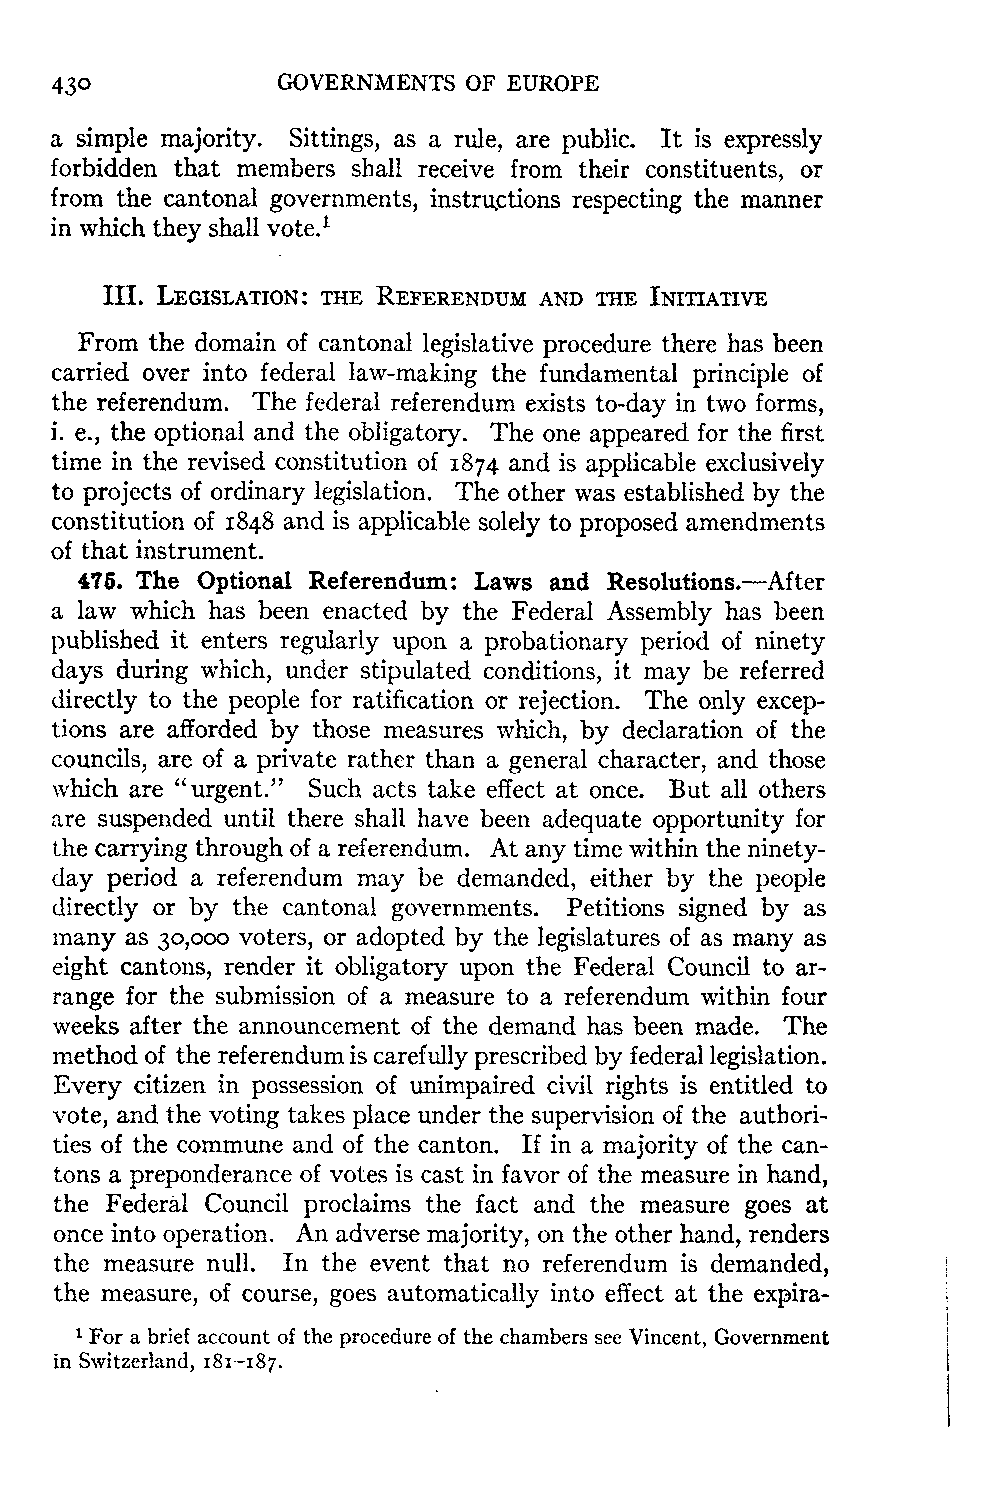 430 GOVERNMENTS OF EUROPE
a simple majority. Sittings, as a rule, are public. It is expressly
forbidden that members shall receive from their constituents, or
from the cantonal governments, instructions respecting the manner
in which they shall vote.¹
III. LEGISLATION: THE REFERENDUM AND THE INITIATIVE
From the domain of cantonal legislative procedure there has been
carried over into federal law-making the fundamental principle of
the referendum. The federal referendum exists to-day in two forms,
i. e., the optional and the obligatory. The one appeared for the first
time in the revised constitution of 1874 and is applicable exclusively
to projects of ordinary legislation. The other was established by the
constitution of 1848 and is applicable solely to proposed amendments
of that instrument.
475. The Optional Referendum: Laws and Resolutions.—After
a law which has been enacted by the Federal Assembly has been
published it enters regularly upon a probationary period of ninety
days during which, under stipulated conditions, it may be referred
directly to the people for ratification or rejection. The only excep-
tions are afforded by those measures which, by declaration of the
councils, are of a private rather than a general character, and those
which are "urgent." Such acts take effect at once. But all others
are suspended until there shall have been adequate opportunity for
the carrying through of a referendum. At any time within the ninety-
day period a referendum may be demanded, either by the people
directly or by the cantonal governments. Petitions signed by as
many as 30,000 voters, or adopted by the legislatures of as many as
eight cantons, render it obligatory upon the Federal Council to ar-
range for the submission of a measure to a referendum within four
weeks after the announcement of the demand has been made. The
method of the referendum is carefully prescribed by federal legislation.
Every citizen in possession of unimpaired civil rights is entitled to
vote, and the voting takes place under the supervision of the authori-
ties of the commune and of the canton. If in a majority of the can-
tons a preponderance of votes is cast in favor of the measure in hand,
the Federal Council proclaims the fact and the measure goes at
once into operation. An adverse majority, on the other hand, renders
the measure null. In the event that no referendum is demanded,
the measure, of course, goes automatically into effect at the expira-
¹ For a brief account of the procedure of the chambers see Vincent, Government
in Switzerland, 181–187.